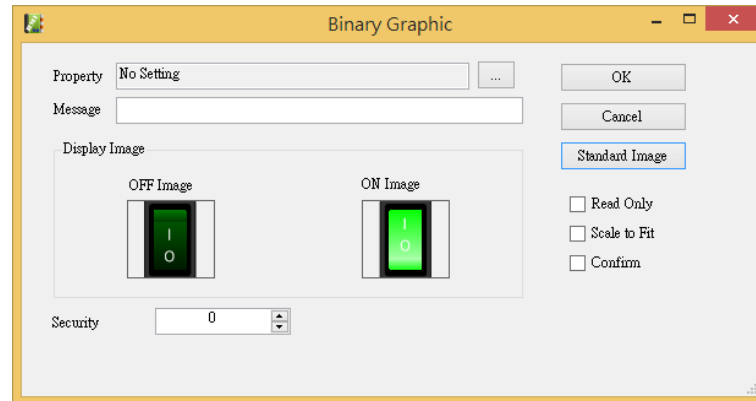 Binary Graphic
Property No Setting ... OK
Message Cancel
Display Image Standard Image
OFF Image ON Image
I I
O O
Read Only
Scale to Fit
Confirm
Security 0